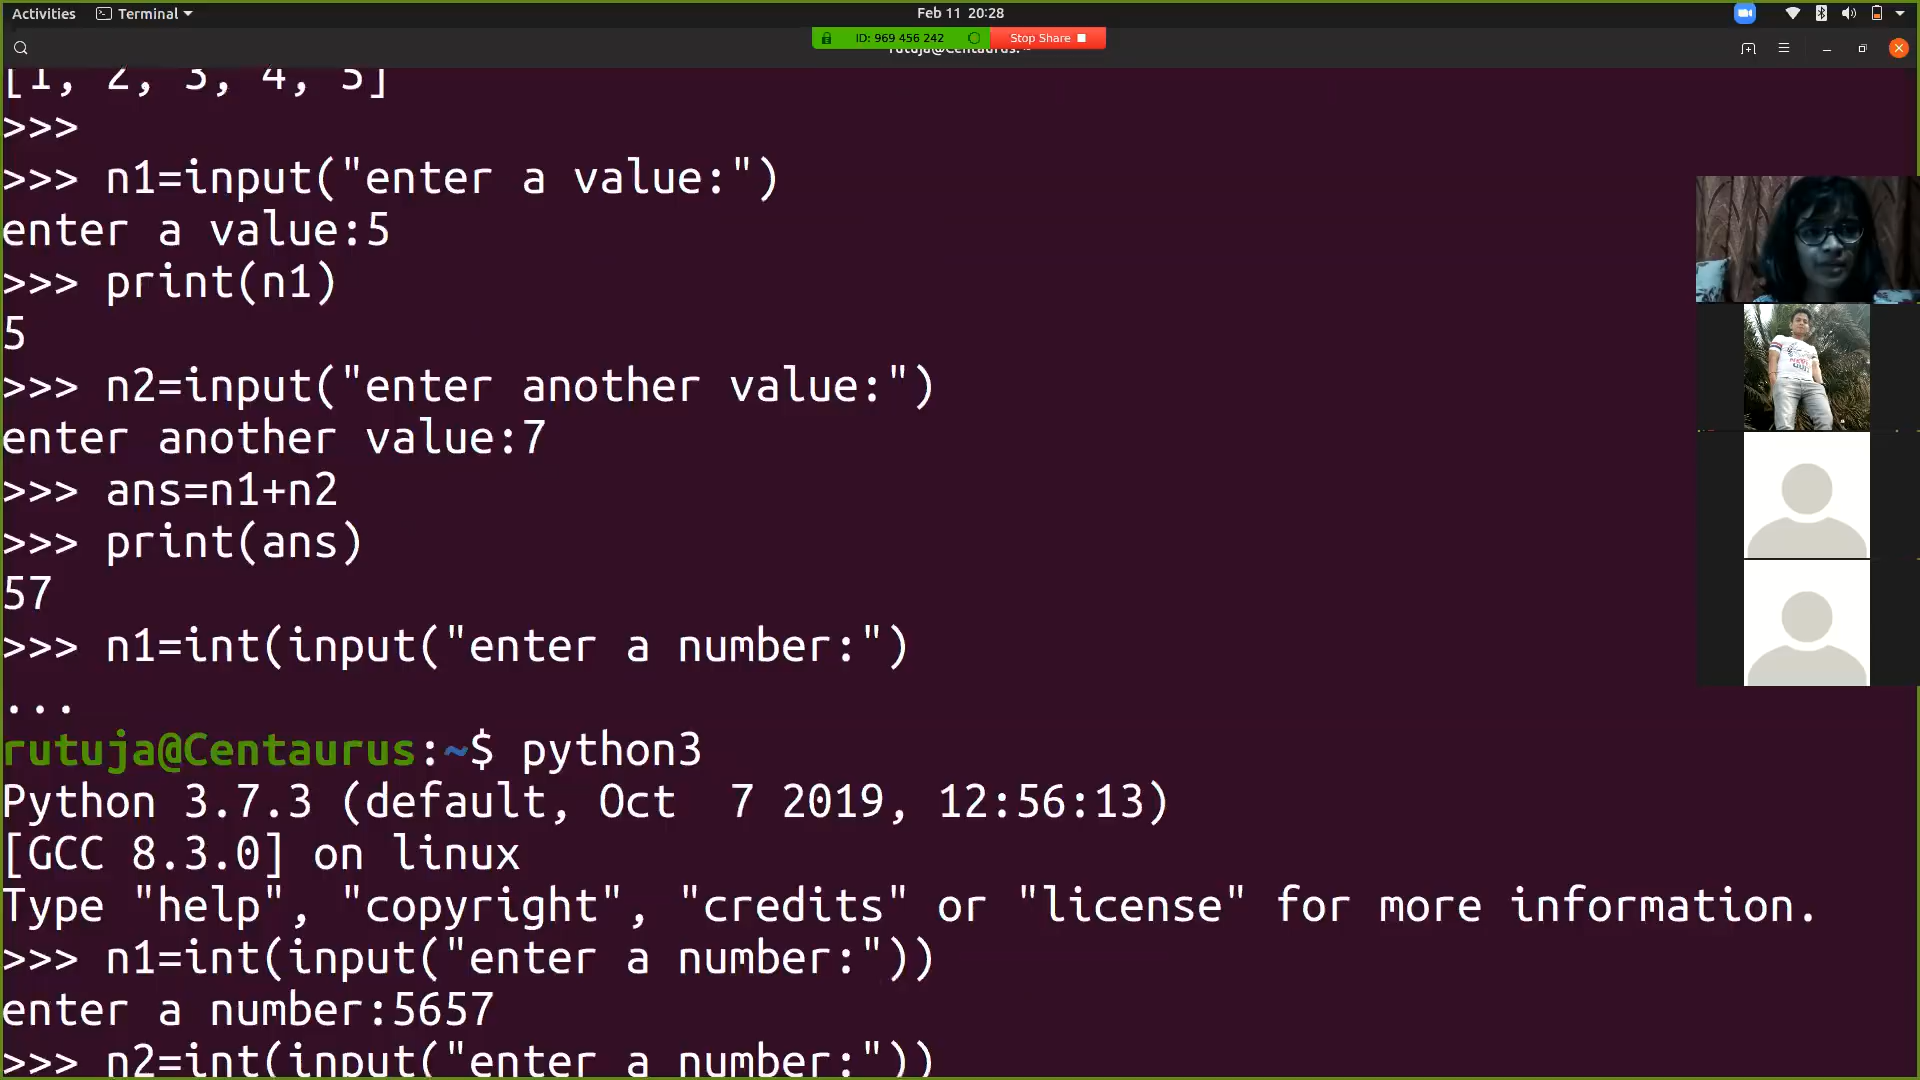 Activities
Terminal
Feb 11 20:28
ID: 969 456 242
Stop Share
rutuja@Centaurus: ~
[1, 2, 3, 4, 5]
>>>
>>> n1=input("enter a value:")
enter a value:5
>>> print(n1)
5
>>> n2=input("enter another value:")
enter another value:7
>>> ans=n1+n2
>>> print(ans)
57
>>> n1=int(input("enter a number:")
...
rutuja@Centaurus:~$ python3
Python 3.7.3 (default, Oct  7 2019, 12:56:13)
[GCC 8.3.0] on linux
Type "help", "copyright", "credits" or "license" for more information.
>>> n1=int(input("enter a number:"))
enter a number:5657
>>> n2=int(input("enter a number:"))